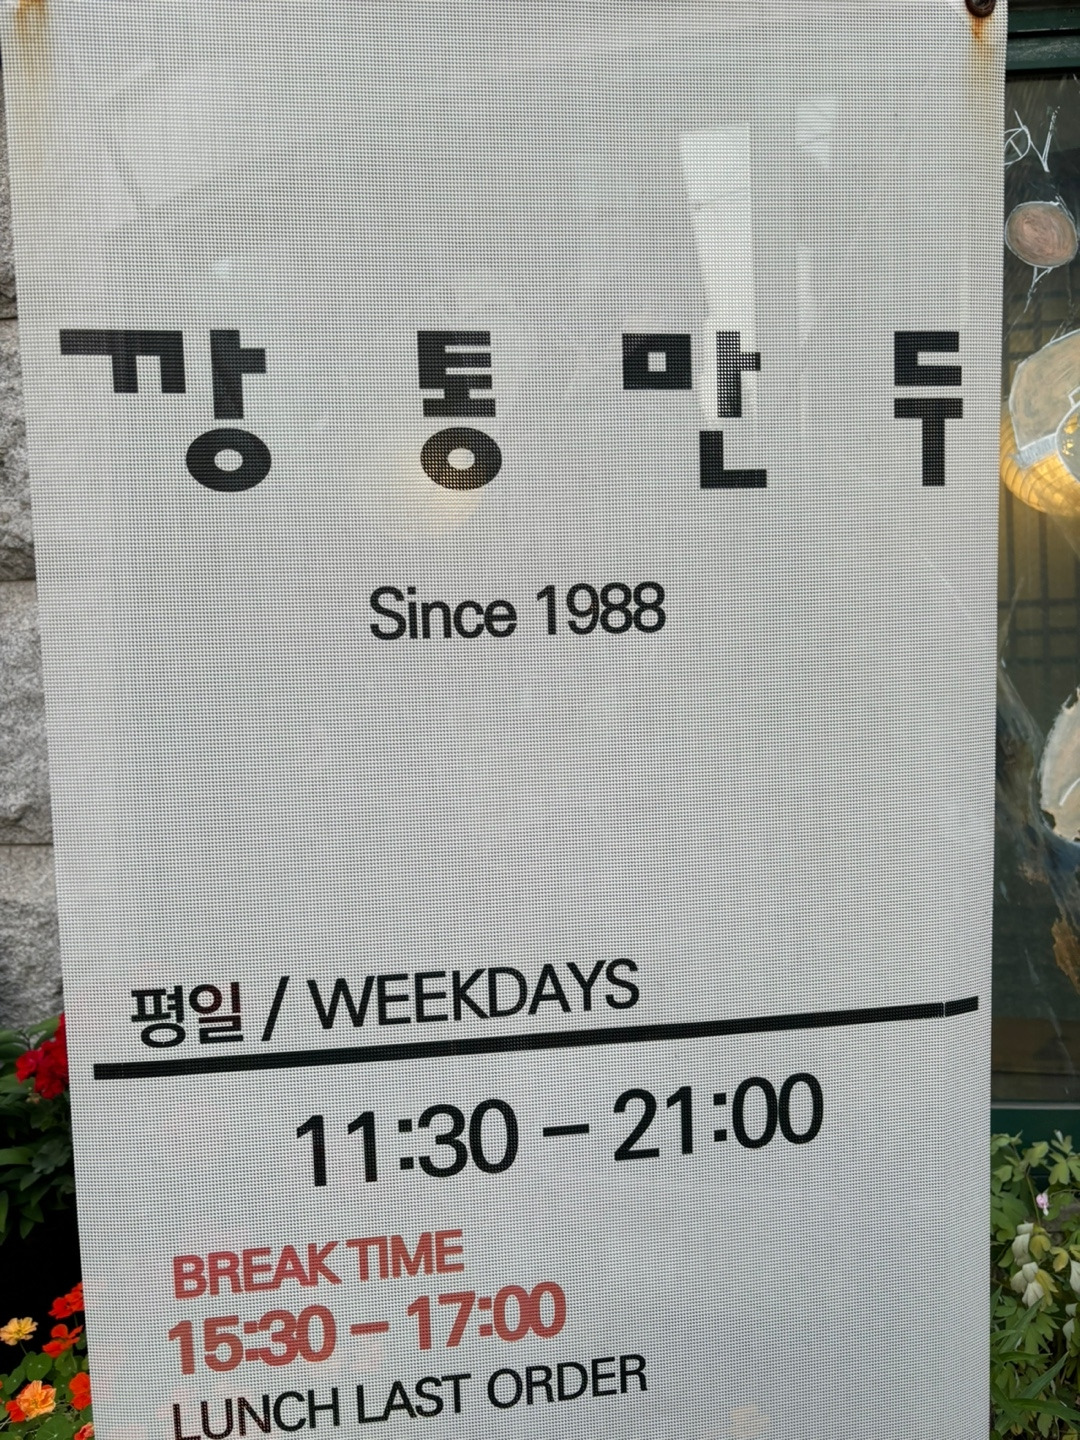 깡통만두
Since 1988
평일 / WEEKDAYS
11:30 – 21:00
BREAK TIME
15:30 – 17:00
LUNCH LAST ORDER